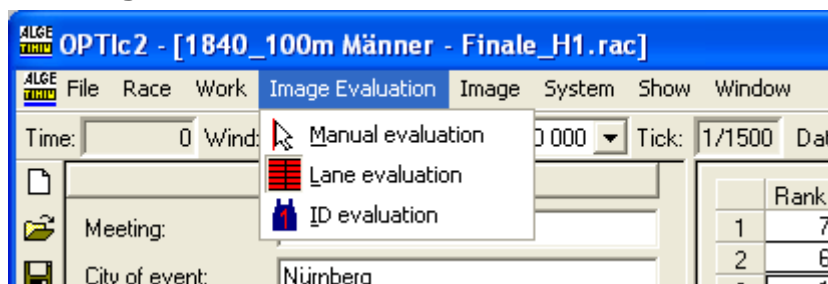 ALGE TIMIN OPTIc2 - [1840_100m Männer - Finale_H1.rac]
ALGE TIMIN File Race Work Image Evaluation Image System Show Window
Time: 0 Wind: 0 000 Tick: 1/1500
Manual evaluation
Lane evaluation
Rank
ID evaluation
Meeting:
1 7
2 6
City of event: Nürnberg